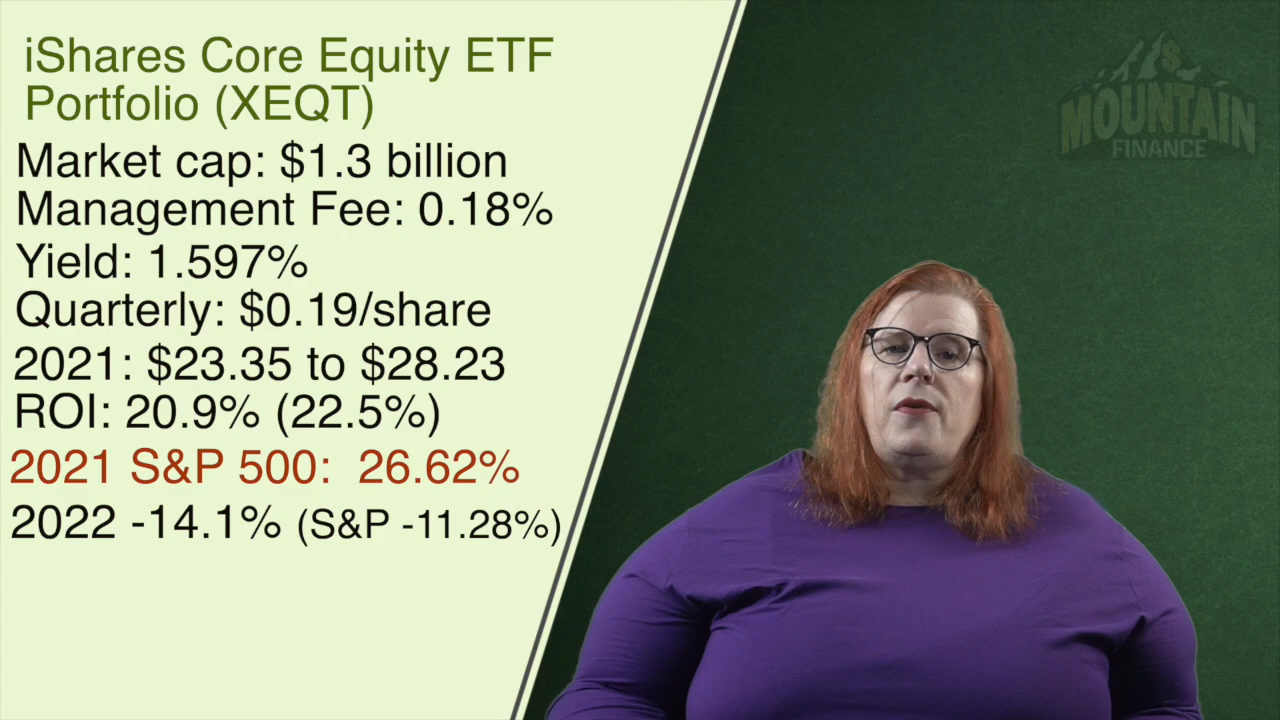 iShares Core Equity ETF
Portfolio (XEQT)
Market cap: $1.3 billion
Management Fee: 0.18%
Yield: 1.597%
Quarterly: $0.19/share
2021: $23.35 to $28.23
ROI: 20.9% (22.5%)
2021 S&P 500:  26.62%
2022 -14.1% (S&P -11.28%)
$
MOUNTAIN
FINANCE